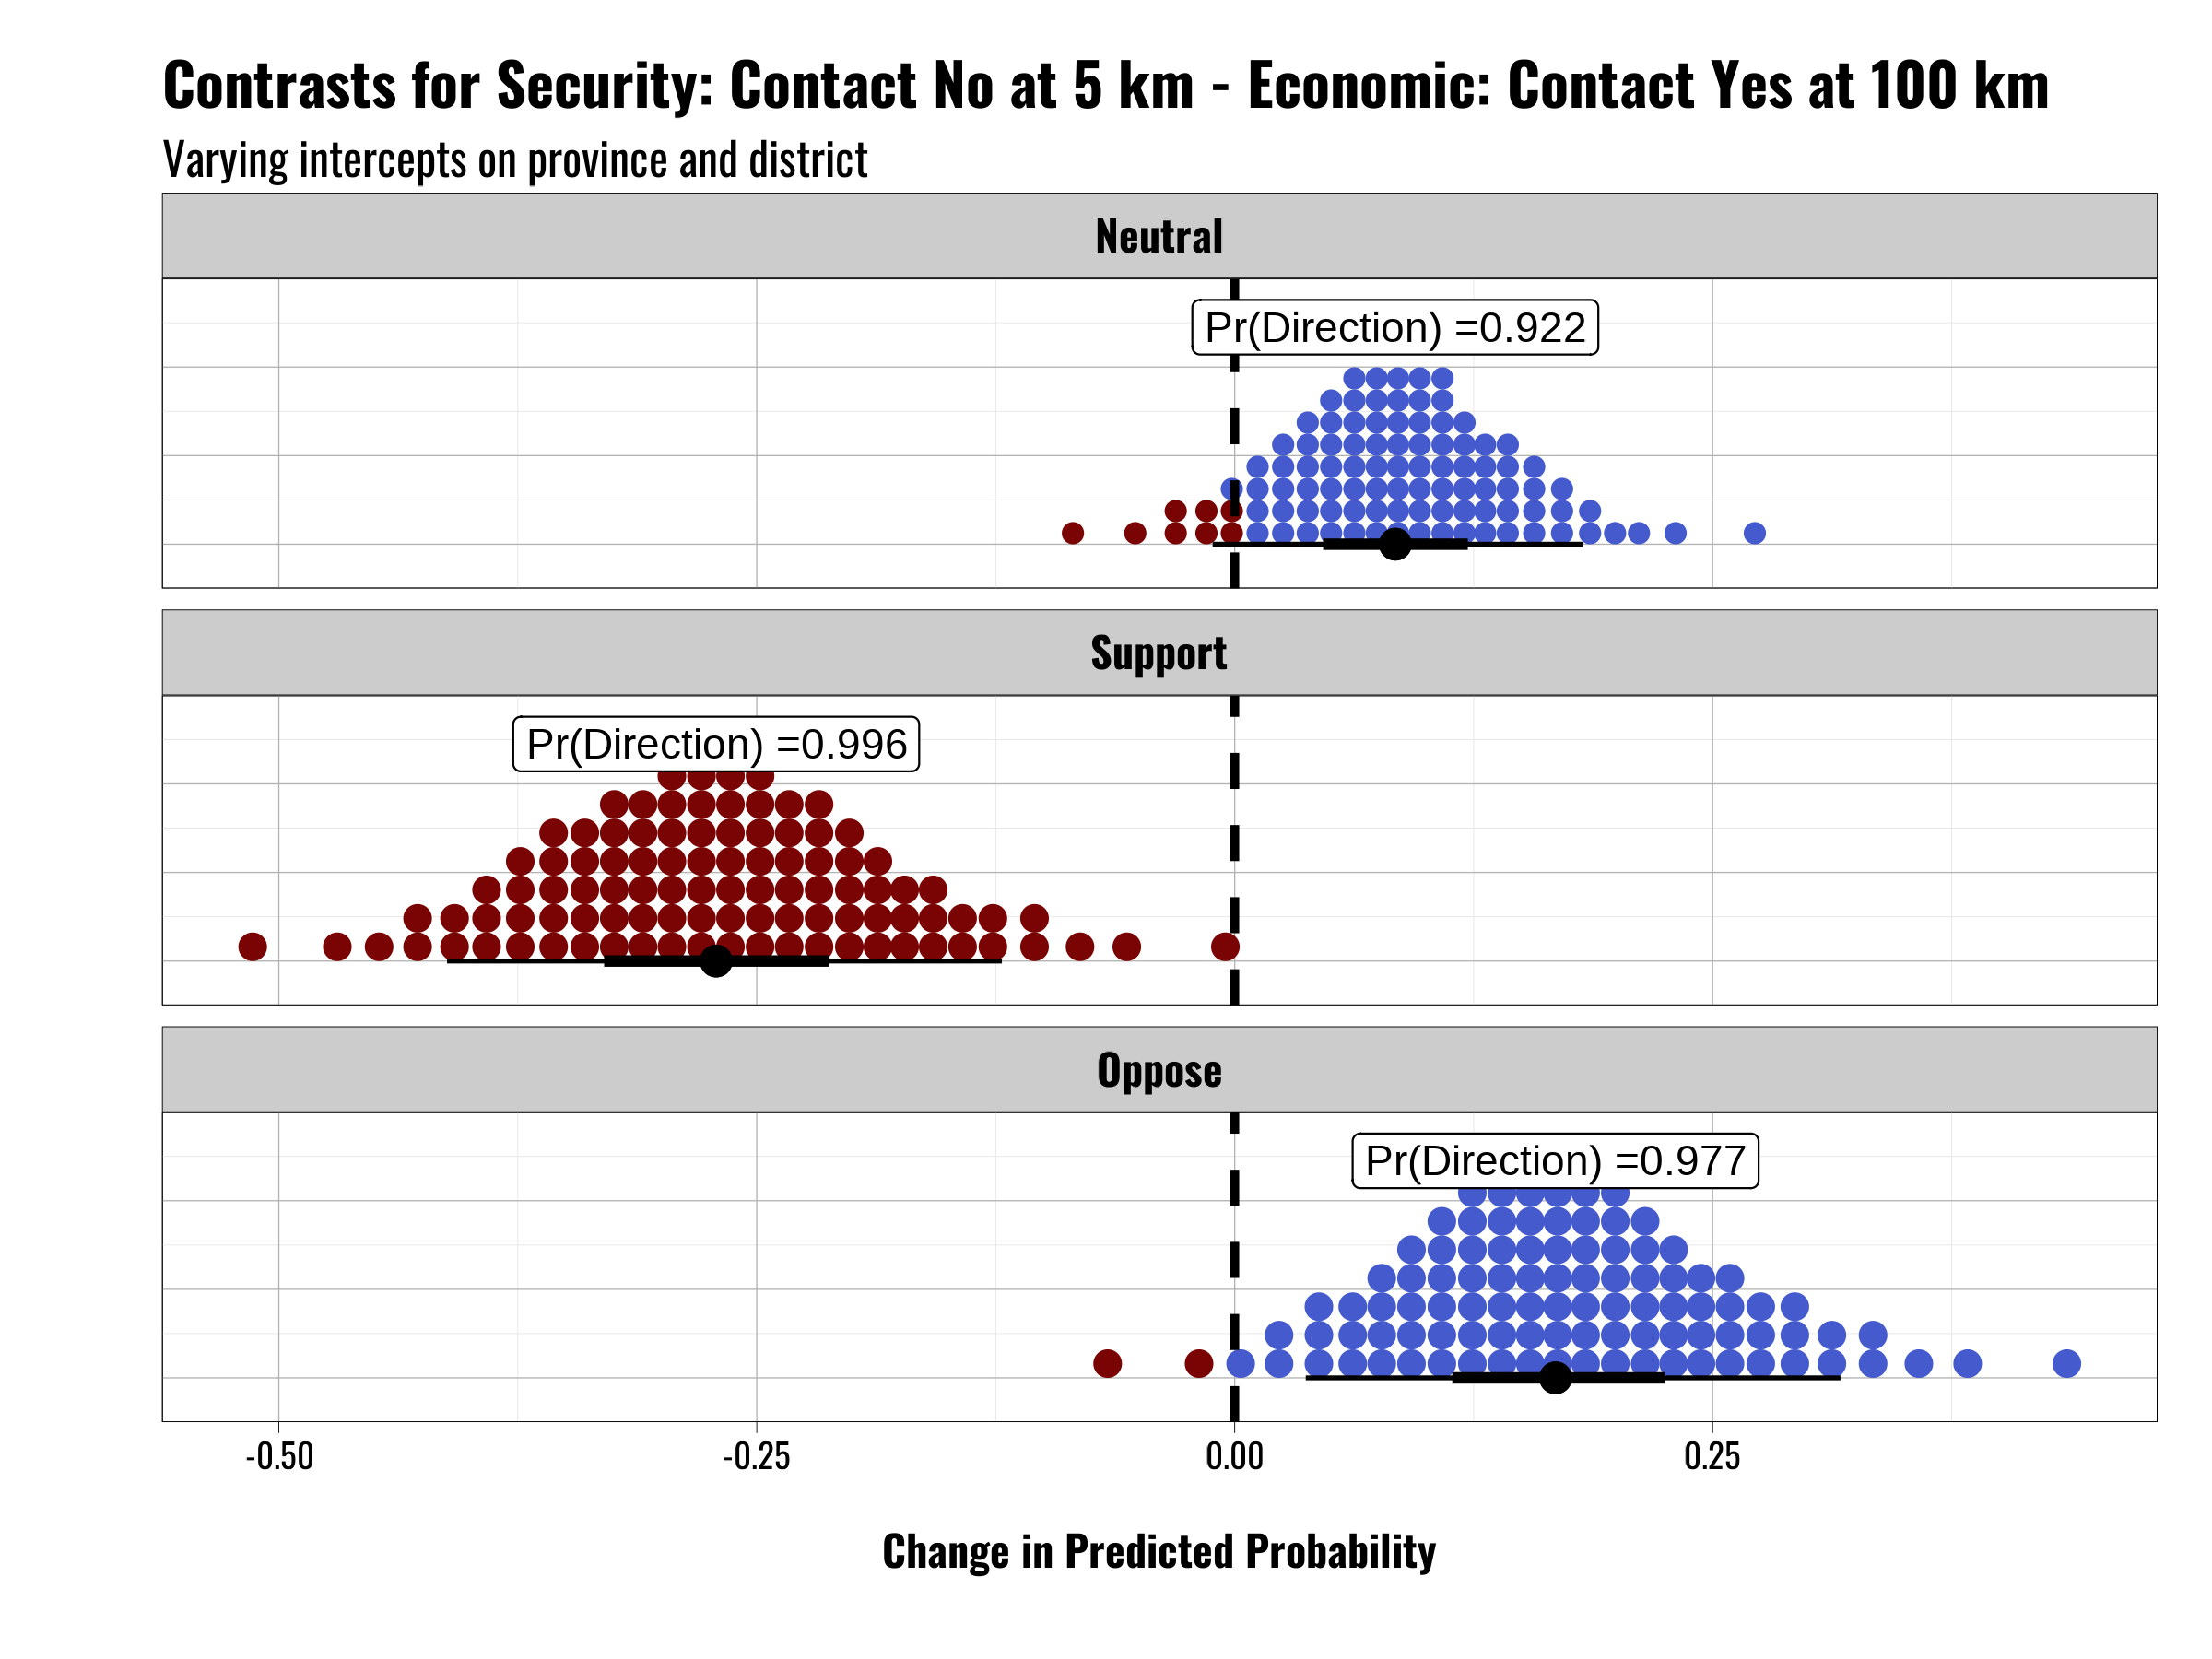 Contrasts for Security: Contact No at 5 km - Economic: Contact Yes at 100 km
Varying intercepts on province and district
Neutral
Pr(Direction) =0.922
Support
Pr(Direction) =0.996
Oppose
Pr(Direction) =0.977
-0.50 -0.25 0.00 0.25
Change in Predicted Probability